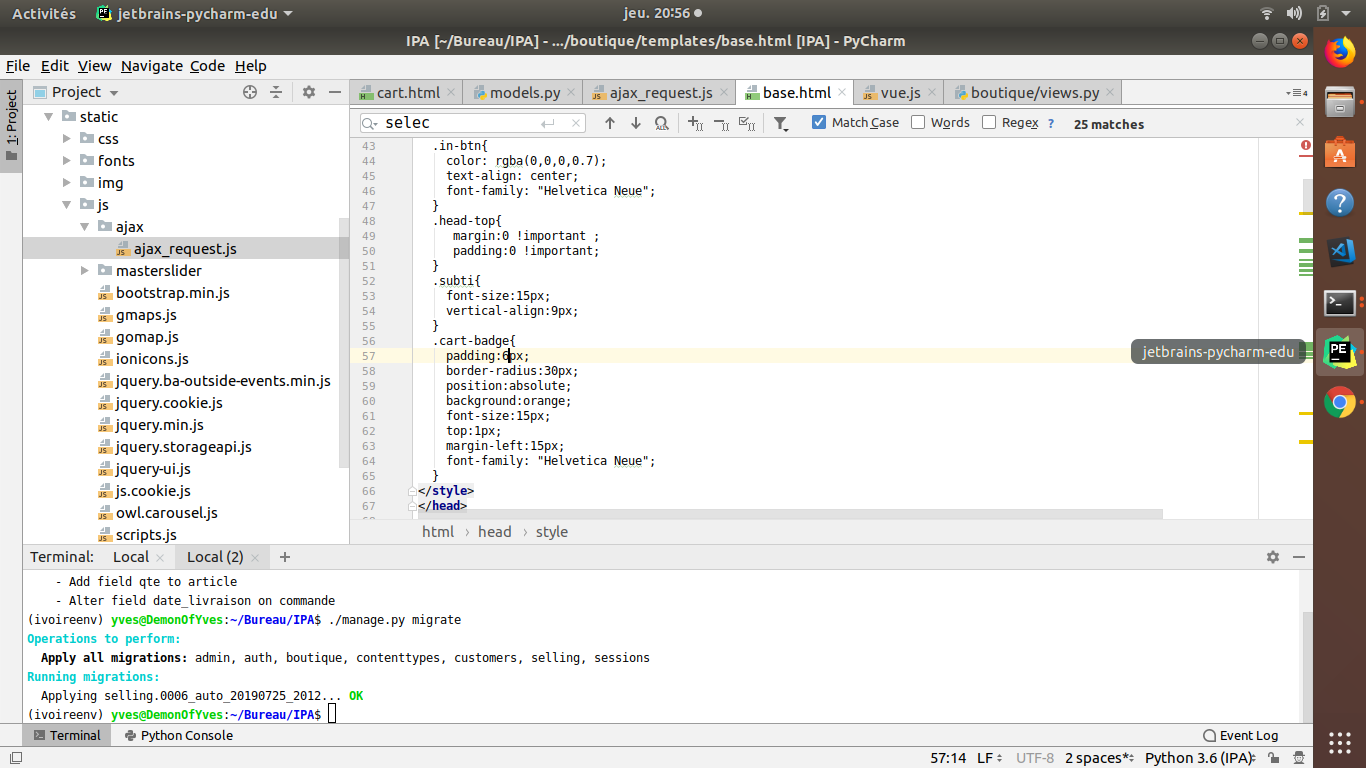 Activités jetbrains-pycharm-edu jeu. 20:56
IPA [~/Bureau/IPA] - .../boutique/templates/base.html [IPA] - PyCharm
File Edit View Navigate Code Help
1: Project
Project
cart.html models.py ajax_request.js base.html vue.js boutique/views.py 4
selec Match Case Words Regex ? 25 matches
static
css
fonts
img
js
ajax
ajax_request.js
masterslider
bootstrap.min.js
gmaps.js
gomap.js
ionicons.js
jquery.ba-outside-events.min.js
jquery.cookie.js
jquery.min.js
jquery.storageapi.js
jquery-ui.js
js.cookie.js
owl.carousel.js
scripts.js
43 .in-btn{
44 color: rgba(0,0,0,0.7);
45 text-align: center;
46 font-family: "Helvetica Neue";
47 }
48 .head-top{
49 margin:0 !important ;
50 padding:0 !important;
51 }
52 .subti{
53 font-size:15px;
54 vertical-align:9px;
55 }
56 .cart-badge{
57 padding:6px;
58 border-radius:30px;
59 position:absolute;
60 background:orange;
61 font-size:15px;
62 top:1px;
63 margin-left:15px;
64 font-family: "Helvetica Neue";
65 }
66 </style>
67 </head>
html › head › style
jetbrains-pycharm-edu
Terminal: Local Local (2)
- Add field qte to article
- Alter field date_livraison on commande
(ivoireenv) yves@DemonOfYves:~/Bureau/IPA$ ./manage.py migrate
Operations to perform:
Apply all migrations: admin, auth, boutique, contenttypes, customers, selling, sessions
Running migrations:
Applying selling.0006_auto_20190725_2012... OK
(ivoireenv) yves@DemonOfYves:~/Bureau/IPA$
Terminal Python Console Event Log
57:14 LF UTF-8 2 spaces* Python 3.6 (IPA)